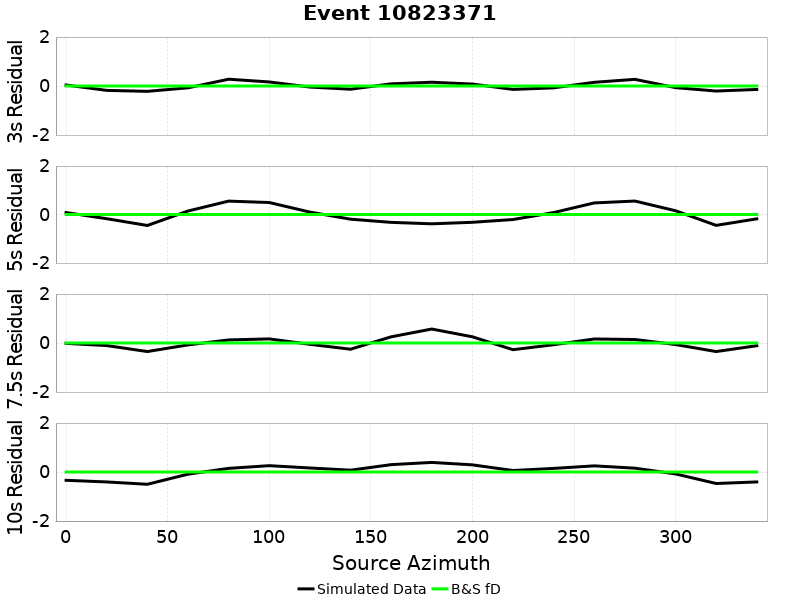 Event 10823371
3s Residual
2
0
-2
5s Residual
2
0
-2
7.5s Residual
2
0
-2
10s Residual
2
0
-2
0 50 100 150 200 250 300
Source Azimuth
Simulated Data B&S fD